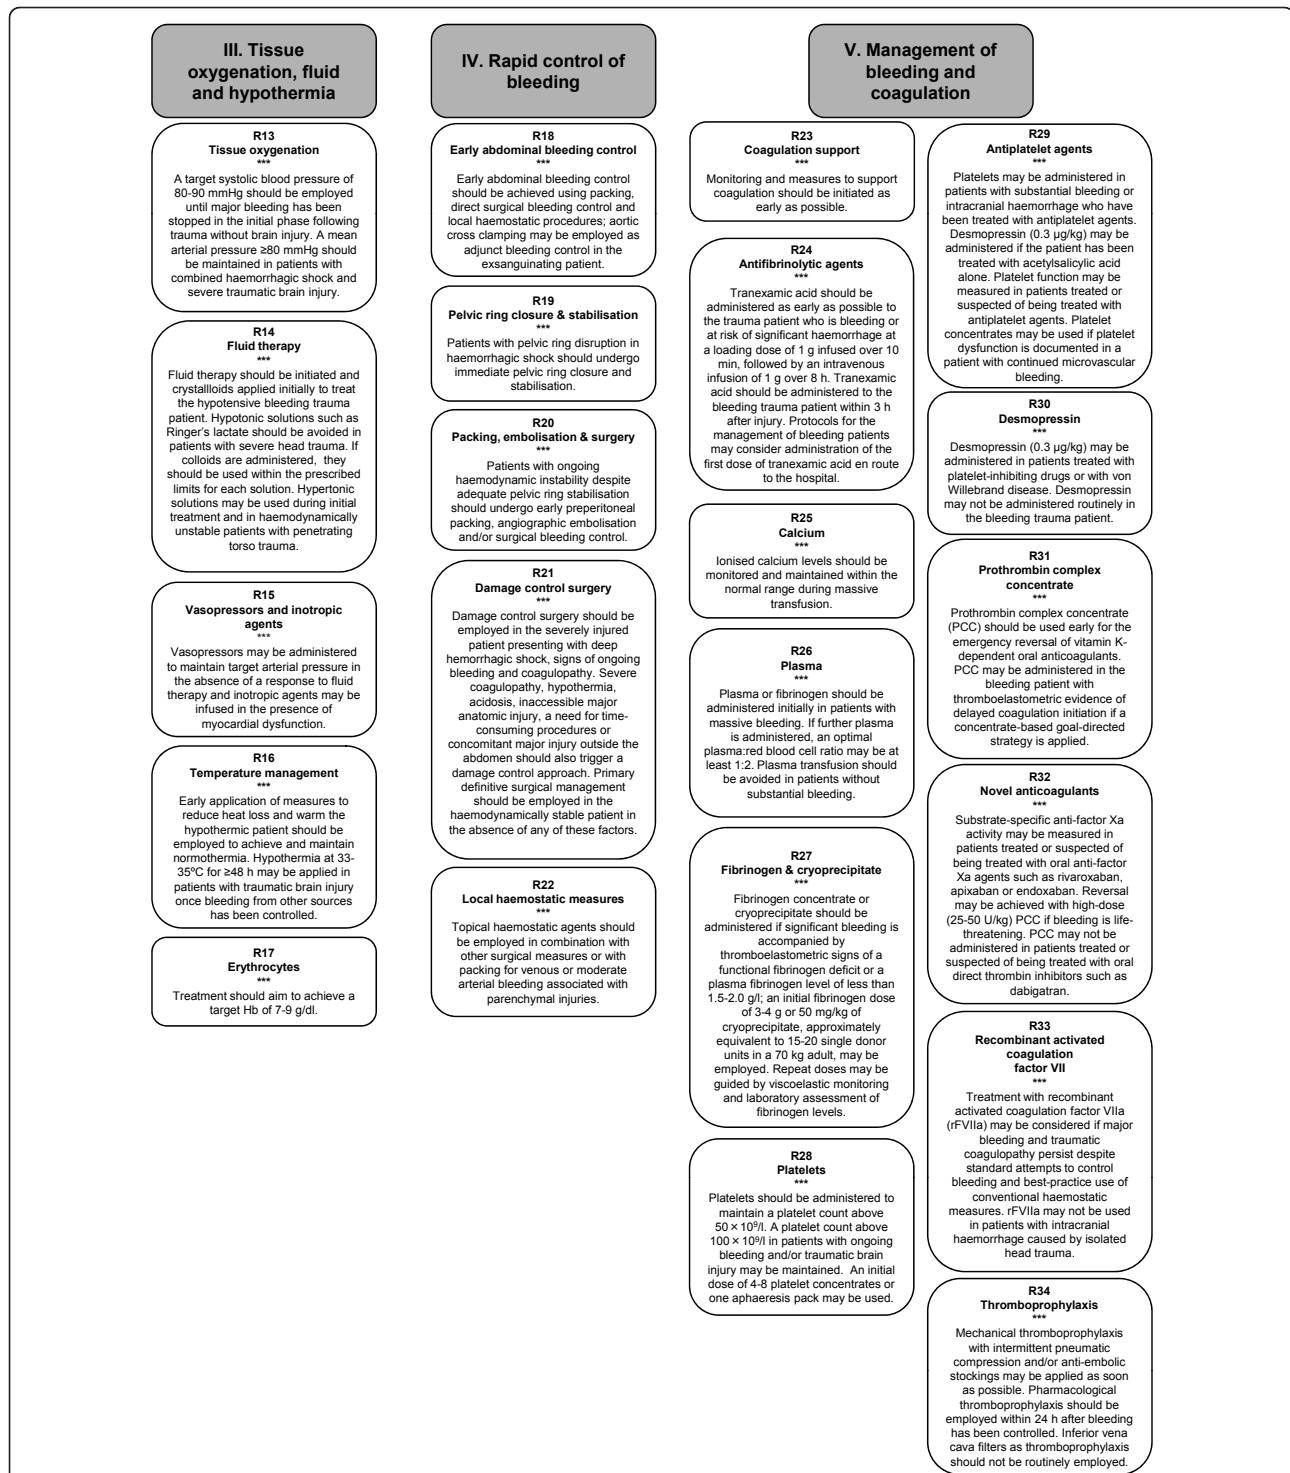 III. Tissue
oxygenation, fluid
and hypothermia
R13
Tissue oxygenation
***
A target systolic blood pressure of
80-90 mmHg should be employed
until major bleeding has been
stopped in the initial phase following
trauma without brain injury. A mean
arterial pressure ≥80 mmHg should
be maintained in patients with
combined haemorrhagic shock and
severe traumatic brain injury.
R14
Fluid therapy
***
Fluid therapy should be initiated and
crystallloids applied initially to treat
the hypotensive bleeding trauma
patient. Hypotonic solutions such as
Ringer's lactate should be avoided in
patients with severe head trauma. If
colloids are administered, they
should be used within the prescribed
limits for each solution. Hypertonic
solutions may be used during initial
treatment and in haemodynamically
unstable patients with penetrating
torso trauma.
R15
Vasopressors and inotropic
agents
***
Vasopressors may be administered
to maintain target arterial pressure in
the absence of a response to fluid
therapy and inotropic agents may be
infused in the presence of
myocardial dysfunction.
R16
Temperature management
***
Early application of measures to
reduce heat loss and warm the
hypothermic patient should be
employed to achieve and maintain
normothermia. Hypothermia at 33-
35ºC for ≥48 h may be applied in
patients with traumatic brain injury
once bleeding from other sources
has been controlled.
R17
Erythrocytes
***
Treatment should aim to achieve a
target Hb of 7-9 g/dl.
IV. Rapid control of
bleeding
R18
Early abdominal bleeding control
***
Early abdominal bleeding control
should be achieved using packing,
direct surgical bleeding control and
local haemostatic procedures; aortic
cross clamping may be employed as
adjunct bleeding control in the
exsanguinating patient.
R19
Pelvic ring closure & stabilisation
***
Patients with pelvic ring disruption in
haemorrhagic shock should undergo
immediate pelvic ring closure and
stabilisation.
R20
Packing, embolisation & surgery
***
Patients with ongoing
haemodynamic instability despite
adequate pelvic ring stabilisation
should undergo early preperitoneal
packing, angiographic embolisation
and/or surgical bleeding control.
R21
Damage control surgery
***
Damage control surgery should be
employed in the severely injured
patient presenting with deep
hemorrhagic shock, signs of ongoing
bleeding and coagulopathy. Severe
coagulopathy, hypothermia,
acidosis, inaccessible major
anatomic injury, a need for time-
consuming procedures or
concomitant major injury outside the
abdomen should also trigger a
damage control approach. Primary
definitive surgical management
should be employed in the
haemodynamically stable patient in
the absence of any of these factors.
R22
Local haemostatic measures
***
Topical haemostatic agents should
be employed in combination with
other surgical measures or with
packing for venous or moderate
arterial bleeding associated with
parenchymal injuries.
V. Management of
bleeding and
coagulation
R23
Coagulation support
***
Monitoring and measures to support
coagulation should be initiated as
early as possible.
R24
Antifibrinolytic agents
***
Tranexamic acid should be
administered as early as possible to
the trauma patient who is bleeding or
at risk of significant haemorrhage at
a loading dose of 1 g infused over 10
min, followed by an intravenous
infusion of 1 g over 8 h. Tranexamic
acid should be administered to the
bleeding trauma patient within 3 h
after injury. Protocols for the
management of bleeding patients
may consider administration of the
first dose of tranexamic acid en route
to the hospital.
R25
Calcium
***
Ionised calcium levels should be
monitored and maintained within the
normal range during massive
transfusion.
R26
Plasma
***
Plasma or fibrinogen should be
administered initially in patients with
massive bleeding. If further plasma
is administered, an optimal
plasma:red blood cell ratio may be at
least 1:2. Plasma transfusion should
be avoided in patients without
substantial bleeding.
R27
Fibrinogen & cryoprecipitate
***
Fibrinogen concentrate or
cryoprecipitate should be
administered if significant bleeding is
accompanied by
thromboelastometric signs of a
functional fibrinogen deficit or a
plasma fibrinogen level of less than
1.5-2.0 g/l; an initial fibrinogen dose
of 3-4 g or 50 mg/kg of
cryoprecipitate, approximately
equivalent to 15-20 single donor
units in a 70 kg adult, may be
employed. Repeat doses may be
guided by viscoelastic monitoring
and laboratory assessment of
fibrinogen levels.
R28
Platelets
***
Platelets should be administered to
maintain a platelet count above
50 × 10⁹/l. A platelet count above
100 × 10⁹/l in patients with ongoing
bleeding and/or traumatic brain
injury may be maintained. An initial
dose of 4-8 platelet concentrates or
one aphaeresis pack may be used.
R29
Antiplatelet agents
***
Platelets may be administered in
patients with substantial bleeding or
intracranial haemorrhage who have
been treated with antiplatelet agents.
Desmopressin (0.3 µg/kg) may be
administered if the patient has been
treated with acetylsalicylic acid
alone. Platelet function may be
measured in patients treated or
suspected of being treated with
antiplatelet agents. Platelet
concentrates may be used if platelet
dysfunction is documented in a
patient with continued microvascular
bleeding.
R30
Desmopressin
***
Desmopressin (0.3 µg/kg) may be
administered in patients treated with
platelet-inhibiting drugs or with von
Willebrand disease. Desmopressin
may not be administered routinely in
the bleeding trauma patient.
R31
Prothrombin complex
concentrate
***
Prothrombin complex concentrate
(PCC) should be used early for the
emergency reversal of vitamin K-
dependent oral anticoagulants.
PCC may be administered in the
bleeding patient with
thromboelastometric evidence of
delayed coagulation initiation if a
concentrate-based goal-directed
strategy is applied.
R32
Novel anticoagulants
***
Substrate-specific anti-factor Xa
activity may be measured in
patients treated or suspected of
being treated with oral anti-factor
Xa agents such as rivaroxaban,
apixaban or endoxaban. Reversal
may be achieved with high-dose
(25-50 U/kg) PCC if bleeding is life-
threatening. PCC may not be
administered in patients treated or
suspected of being treated with oral
direct thrombin inhibitors such as
dabigatran.
R33
Recombinant activated
coagulation
factor VII
***
Treatment with recombinant
activated coagulation factor VIIa
(rFVIIa) may be considered if major
bleeding and traumatic
coagulopathy persist despite
standard attempts to control
bleeding and best-practice use of
conventional haemostatic
measures. rFVIIa may not be used
in patients with intracranial
haemorrhage caused by isolated
head trauma.
R34
Thromboprophylaxis
***
Mechanical thromboprophylaxis
with intermittent pneumatic
compression and/or anti-embolic
stockings may be applied as soon
as possible. Pharmacological
thromboprophylaxis should be
employed within 24 h after bleeding
has been controlled. Inferior vena
cava filters as thromboprophylaxis
should not be routinely employed.